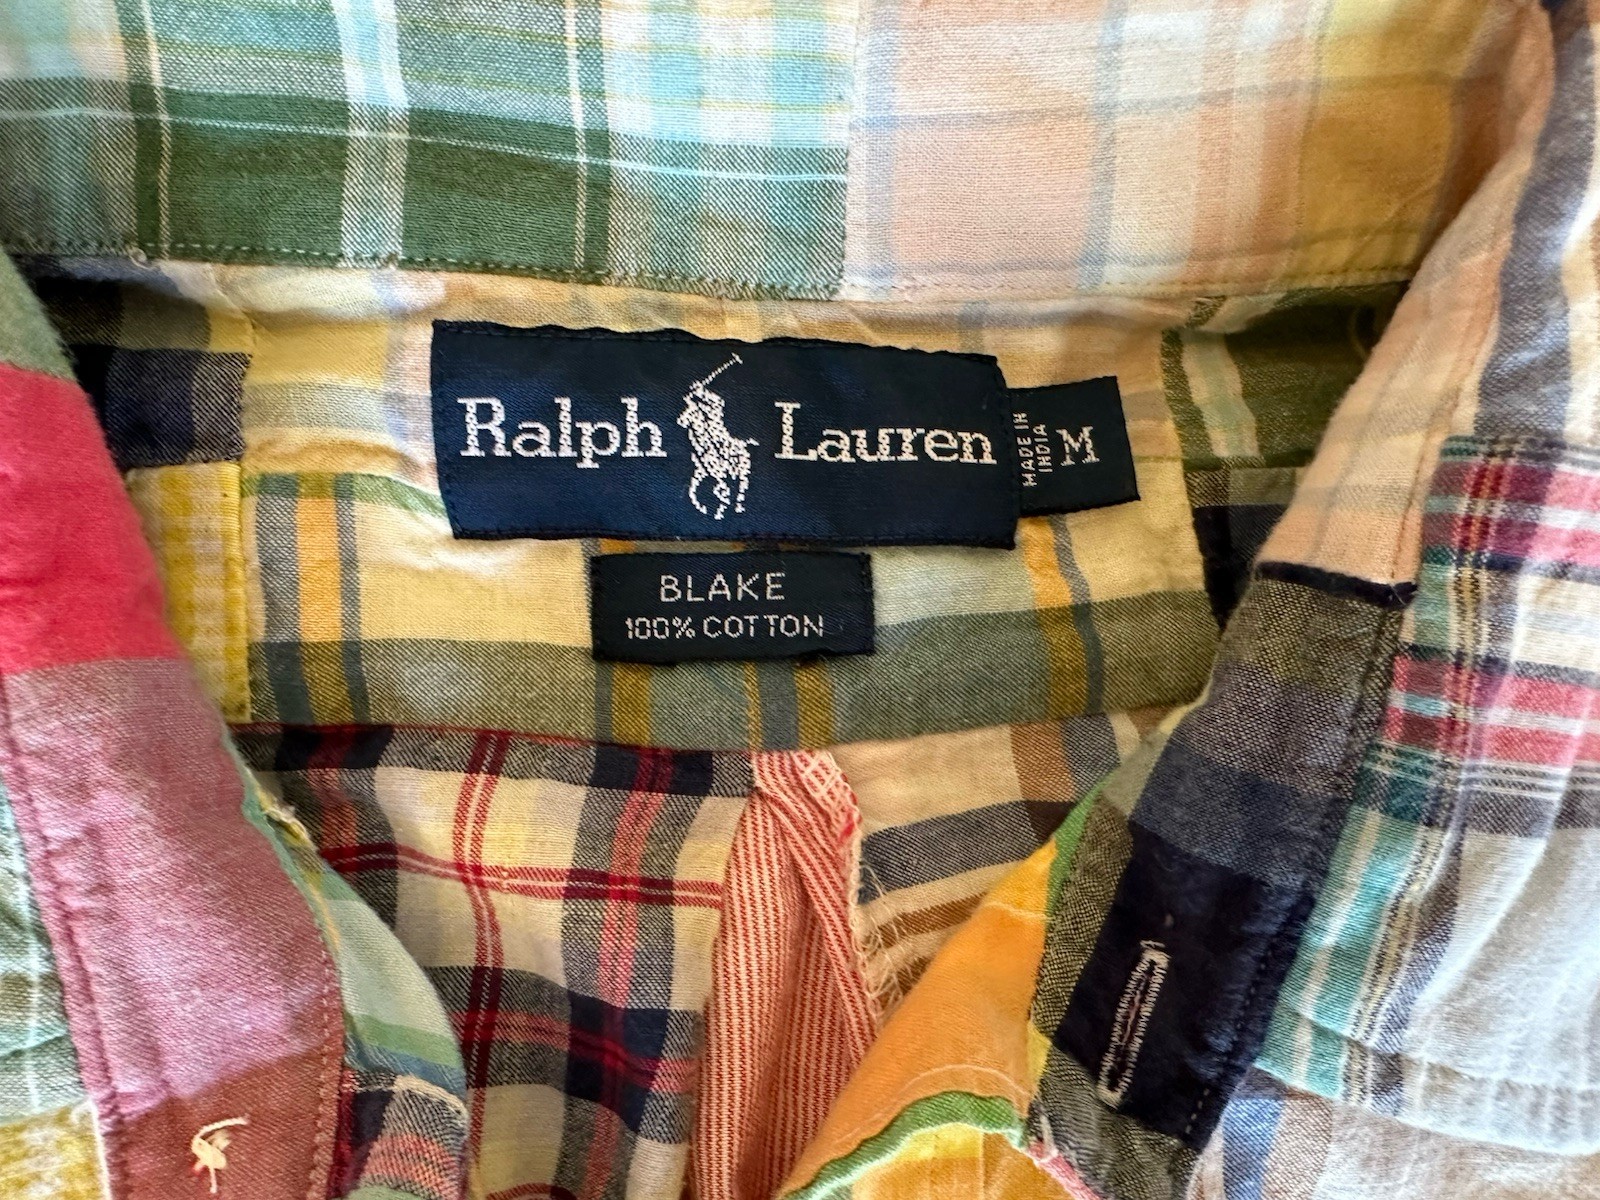 Ralph Lauren
MADE IN
INDIA
M
BLAKE
100% COTTON